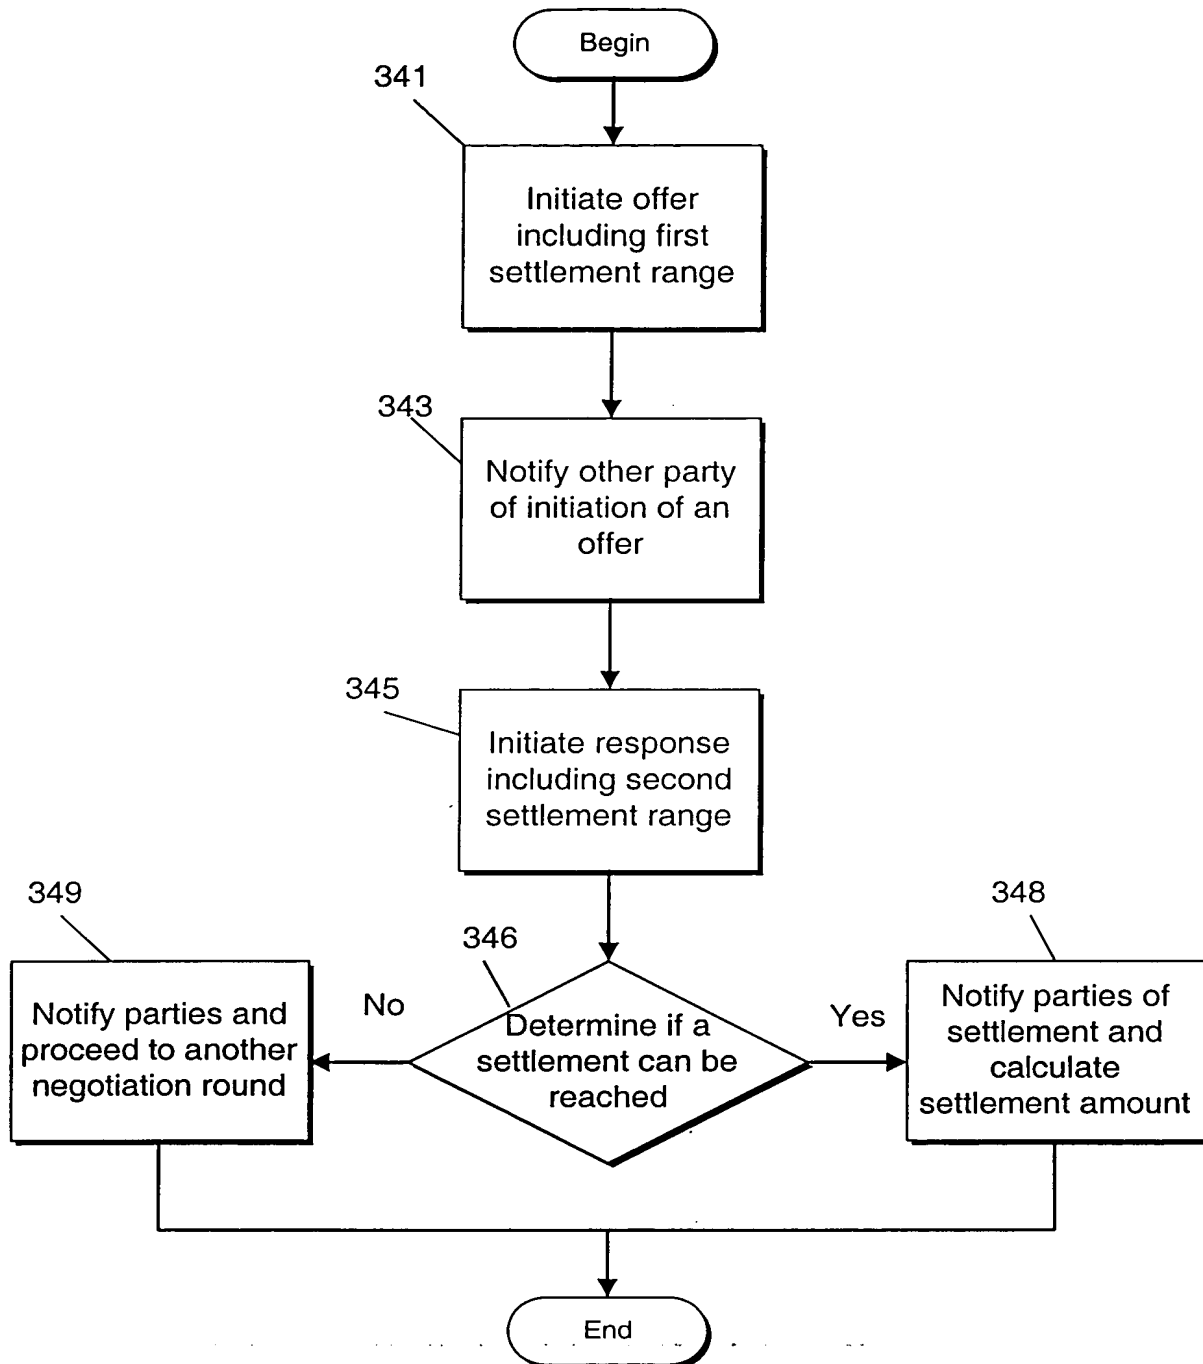 Begin
341
Initiate offer
including first
settlement range
343
Notify other party
of initiation of an
offer
345
Initiate response
including second
settlement range
349
346
348
Notify parties and
proceed to another
negotiation round
No
Determine if a
settlement can be
reached
Yes
Notify parties of
settlement and
calculate
settlement amount
End